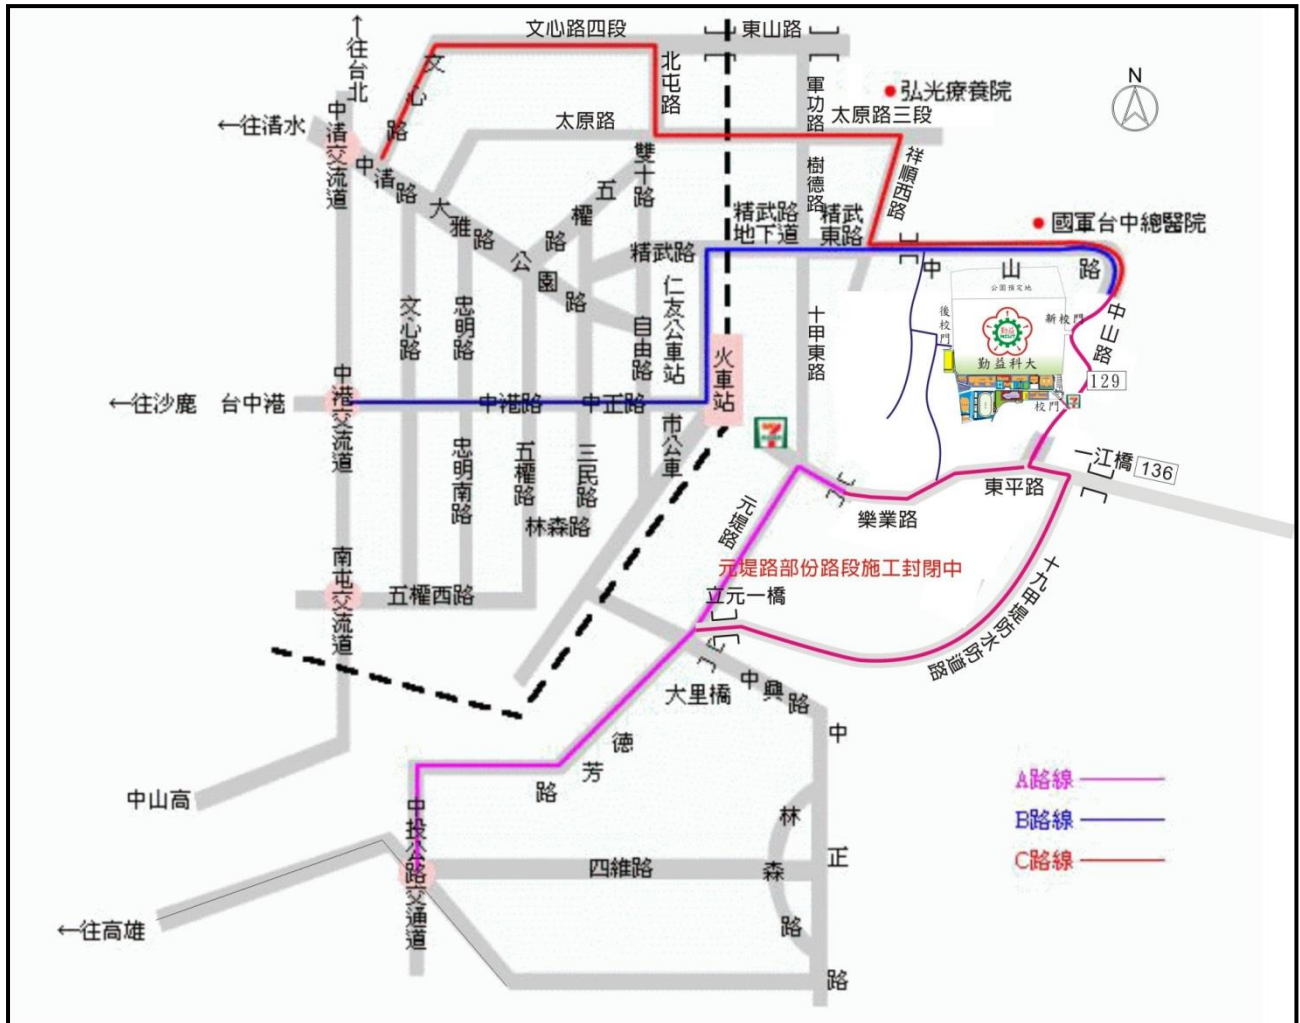 文心路四段
東山路
↑往台北
文心路
北屯路
軍功路
弘光療養院
N
←往清水
中清交流道
太原路
太原路三段
中清路
雙十路
樹德路
祥順西路
大雅路
五權路
精武路
地下道
精武
東路
國軍台中總醫院
公園路
精武路
中山路
公園預定地
文心路
忠明路
自由路
仁友公車站
十甲東路
後校門
新校門
中山路
勤益
勤益科大
火車站
129
←往沙鹿 台中港
中港交流道
中港路
中正路
校門
7
市公車
7
忠明南路
五權路
三民路
一江橋
136
東平路
林森路
元堤路
樂業路
南屯交流道
五權西路
元堤路部份路段施工封閉中
立元一橋
十九甲堤防水防道路
大里橋
中興路
德芳路
中正路
中山高
中投公路交通道
林森路
四維路
←往高雄
A路線
B路線
C路線